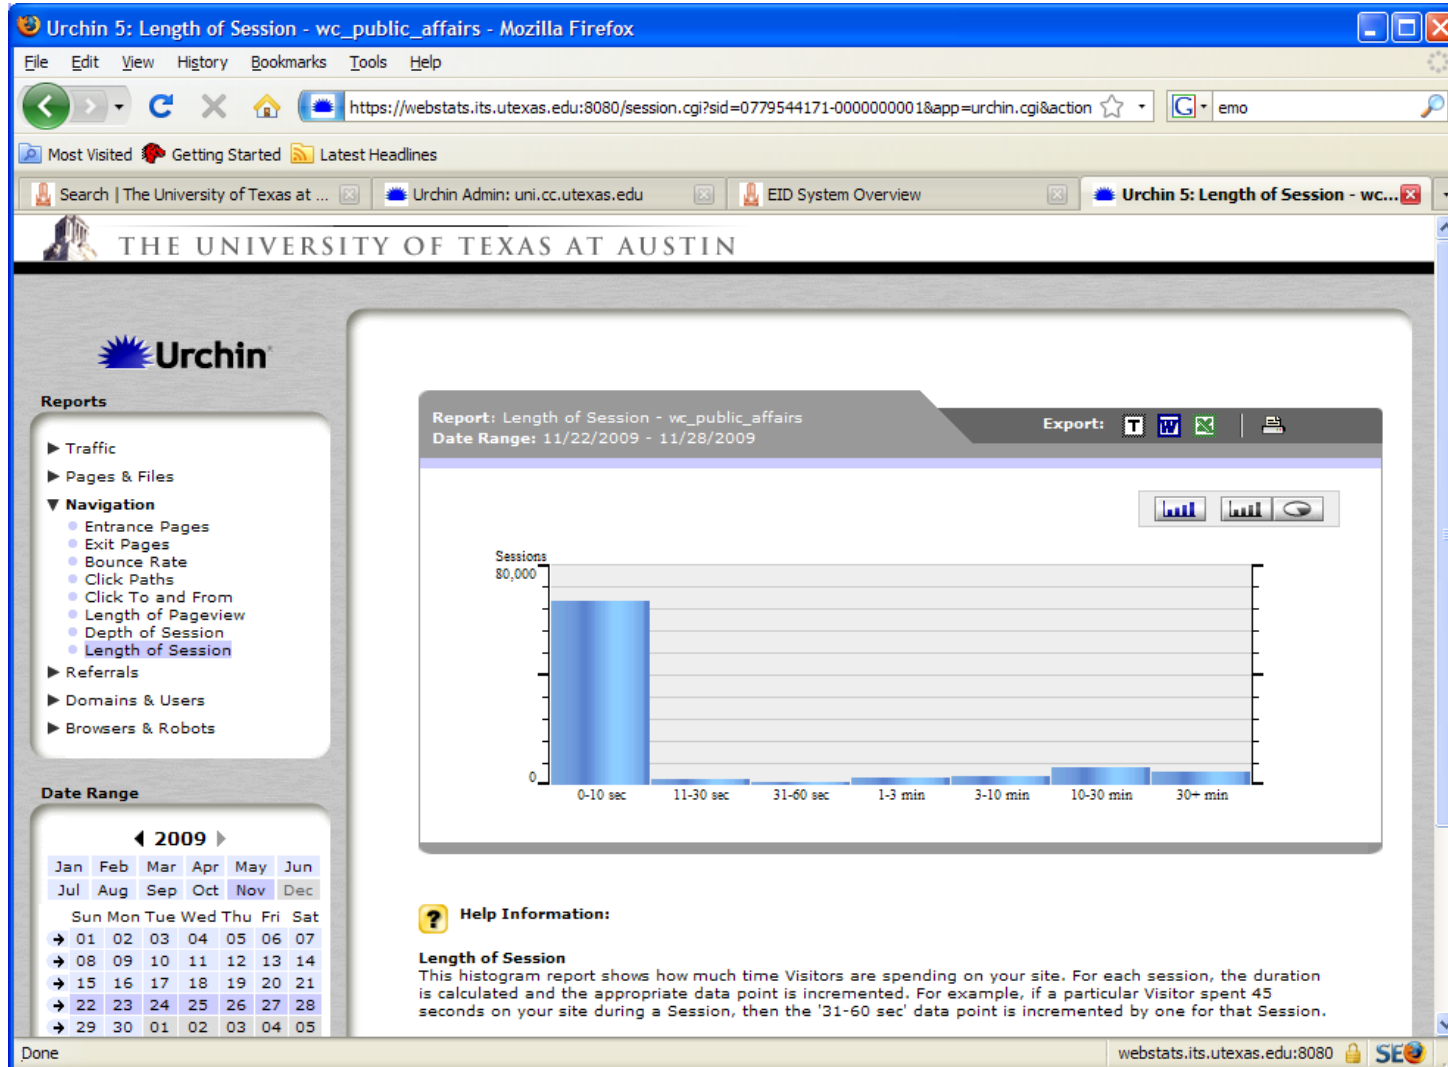 Urchin 5: Length of Session - wc_public_affairs - Mozilla Firefox
File Edit View History Bookmarks Tools Help
https://webstats.its.utexas.edu:8080/session.cgi?sid=0779544171-0000000001&app=urchin.cgi&action
G emo
Most Visited Getting Started Latest Headlines
Search | The University of Texas at ... Urchin Admin: uni.cc.utexas.edu EID System Overview Urchin 5: Length of Session - wc...
THE UNIVERSITY OF TEXAS AT AUSTIN
Urchin
Reports
Traffic
Pages & Files
Navigation
Entrance Pages
Exit Pages
Bounce Rate
Click Paths
Click To and From
Length of Pageview
Depth of Session
Length of Session
Referrals
Domains & Users
Browsers & Robots
Date Range
2009
Jan Feb Mar Apr May Jun
Jul Aug Sep Oct Nov Dec
Sun Mon Tue Wed Thu Fri Sat
01 02 03 04 05 06 07
08 09 10 11 12 13 14
15 16 17 18 19 20 21
22 23 24 25 26 27 28
29 30 01 02 03 04 05
Report: Length of Session - wc_public_affairs
Date Range: 11/22/2009 - 11/28/2009
Export: T W X
Sessions
80,000
0
0-10 sec 11-30 sec 31-60 sec 1-3 min 3-10 min 10-30 min 30+ min
? Help Information:
Length of Session
This histogram report shows how much time Visitors are spending on your site. For each session, the duration
is calculated and the appropriate data point is incremented. For example, if a particular Visitor spent 45
seconds on your site during a Session, then the '31-60 sec' data point is incremented by one for that Session.
Done webstats.its.utexas.edu:8080 SEO